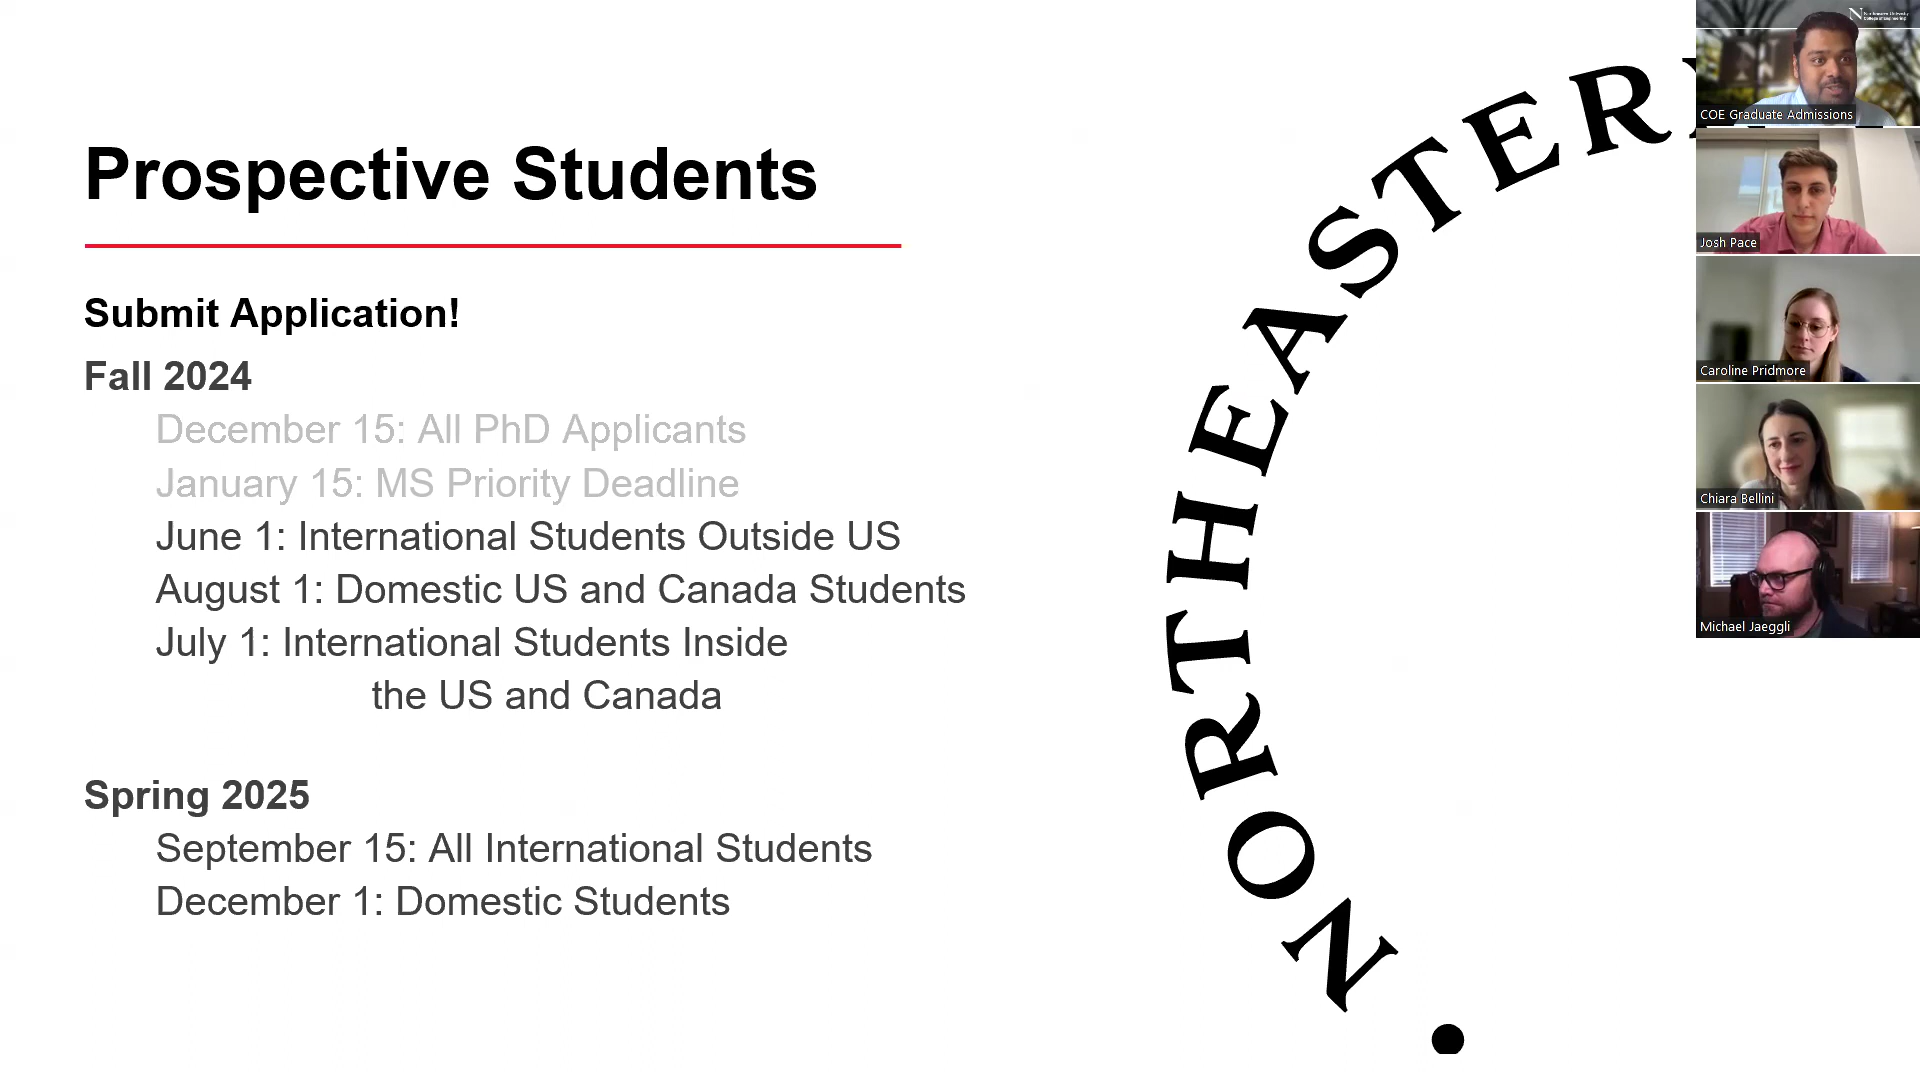 Prospective Students
Submit Application!
Fall 2024
December 15: All PhD Applicants
January 15: MS Priority Deadline
June 1: International Students Outside US
August 1: Domestic US and Canada Students
July 1: International Students Inside
the US and Canada
Spring 2025
September 15: All International Students
December 1: Domestic Students
NORTHEASTER
COE Graduate Admissions
Josh Pace
Caroline Pridmore
Chiara Bellini
Michael Jaeggli